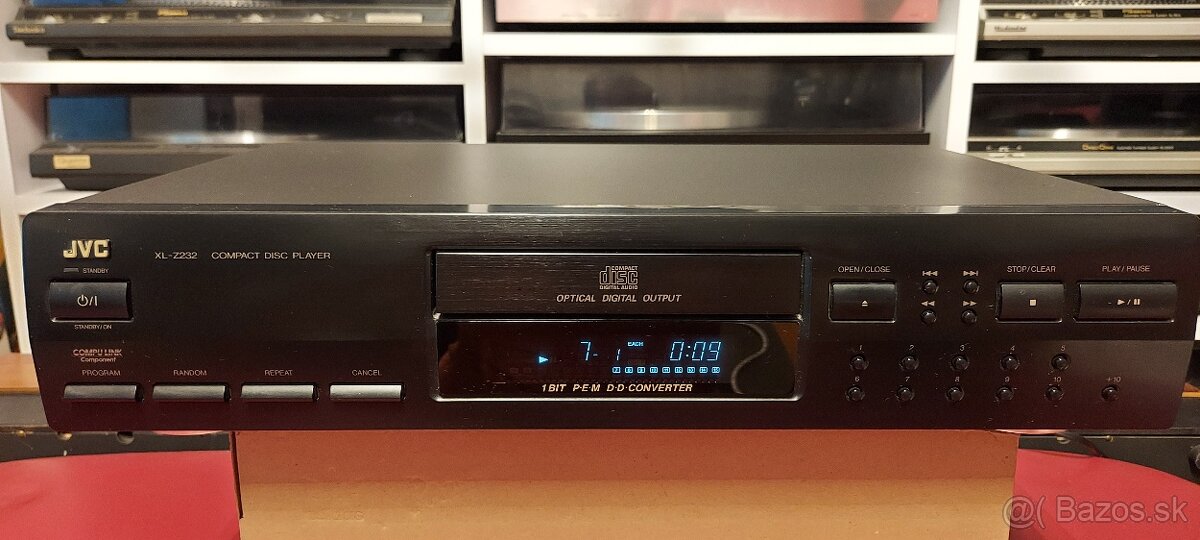 Technics
JVC
XL-Z232 COMPACT DISC PLAYER
STANDBY
STANDBY/ON
COMPU LINK
Component
PROGRAM
RANDOM
REPEAT
CANCEL
COMPACT
disc
DIGITAL AUDIO
OPTICAL DIGITAL OUTPUT
EACH
7- 1 0:09
1 BIT P·E·M D·D·CONVERTER
OPEN/CLOSE
STOP/CLEAR
PLAY/PAUSE
1 2 3 4 5
6 7 8 9 10 +10
@( Bazos.sk